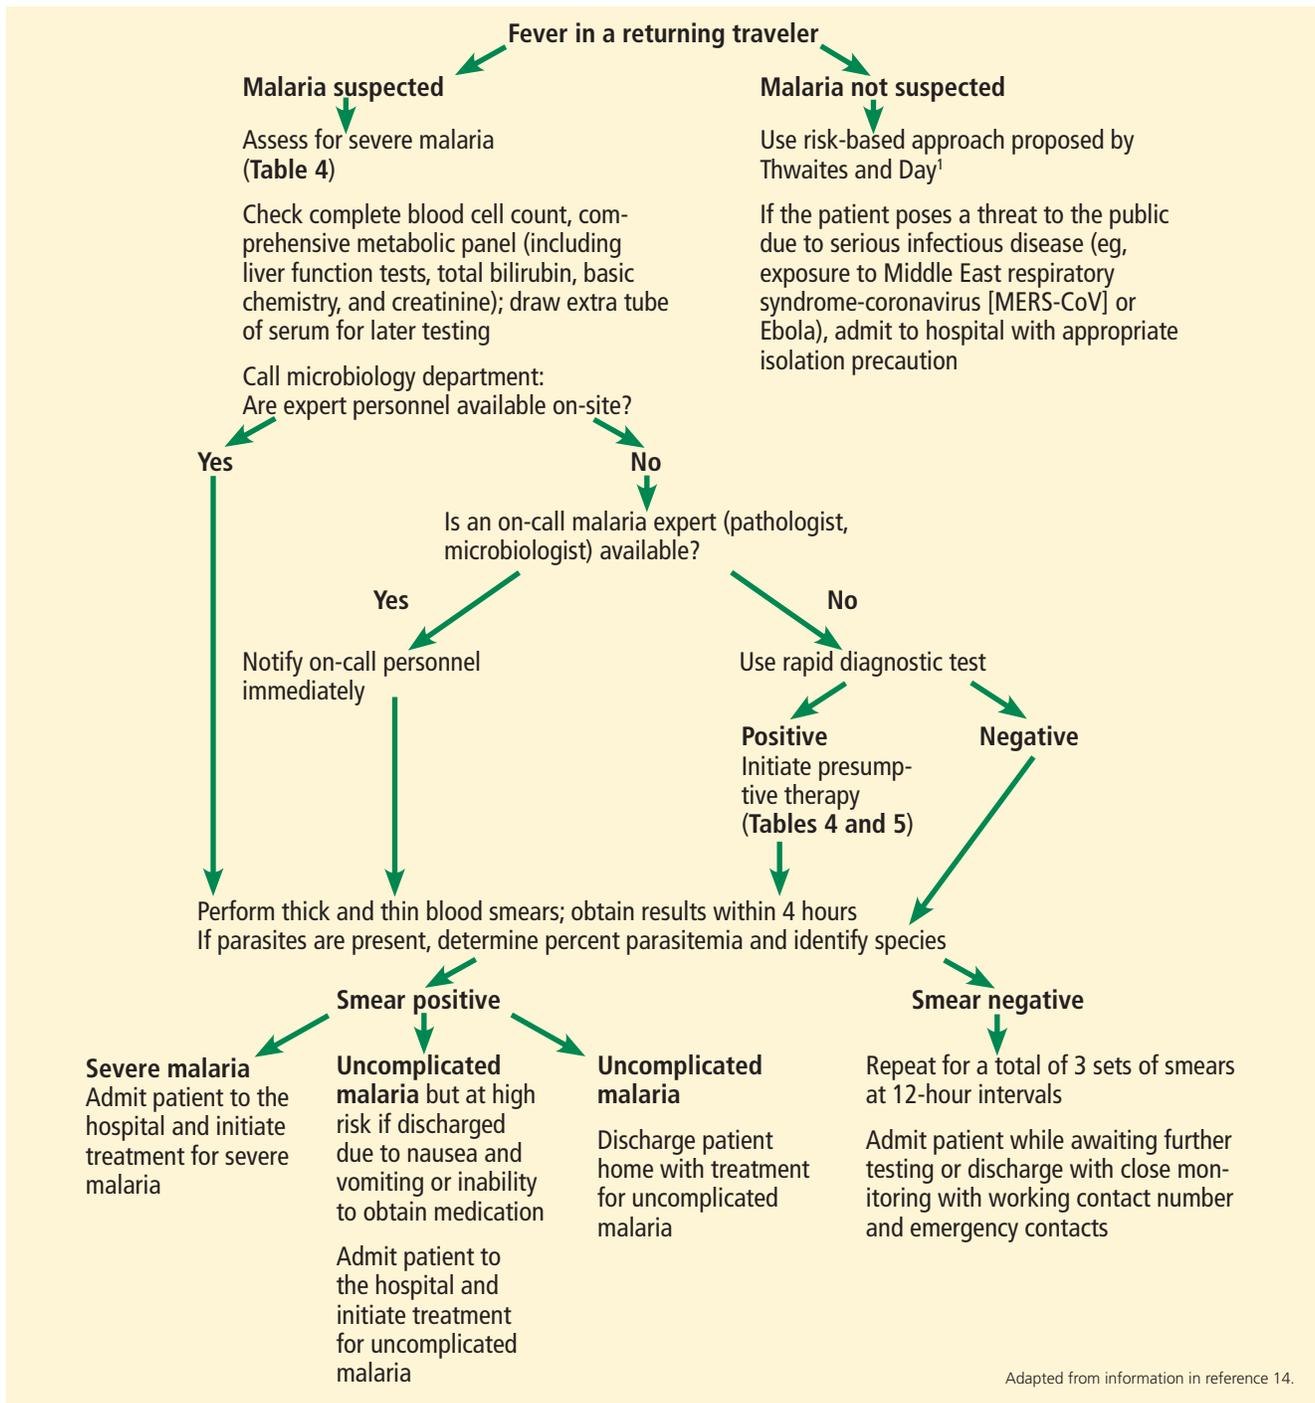 Fever in a returning traveler
Malaria suspected
Assess for severe malaria
(Table 4)
Check complete blood cell count, com-
prehensive metabolic panel (including
liver function tests, total bilirubin, basic
chemistry, and creatinine); draw extra tube
of serum for later testing
Call microbiology department:
Are expert personnel available on-site?
Malaria not suspected
Use risk-based approach proposed by
Thwaites and Day1
If the patient poses a threat to the public
due to serious infectious disease (eg,
exposure to Middle East respiratory
syndrome-coronavirus [MERS-CoV] or
Ebola), admit to hospital with appropriate
isolation precaution
Yes
No
Is an on-call malaria expert (pathologist,
microbiologist) available?
Yes
No
Notify on-call personnel
immediately
Use rapid diagnostic test
Positive
Initiate presump-
tive therapy
(Tables 4 and 5)
Negative
Perform thick and thin blood smears; obtain results within 4 hours
If parasites are present, determine percent parasitemia and identify species
Smear positive
Smear negative
Severe malaria
Admit patient to the
hospital and initiate
treatment for severe
malaria
Uncomplicated
malaria but at high
risk if discharged
due to nausea and
vomiting or inability
to obtain medication
Admit patient to
the hospital and
initiate treatment
for uncomplicated
malaria
Uncomplicated
malaria
Discharge patient
home with treatment
for uncomplicated
malaria
Repeat for a total of 3 sets of smears
at 12-hour intervals
Admit patient while awaiting further
testing or discharge with close mon-
itoring with working contact number
and emergency contacts
Adapted from information in reference 14.